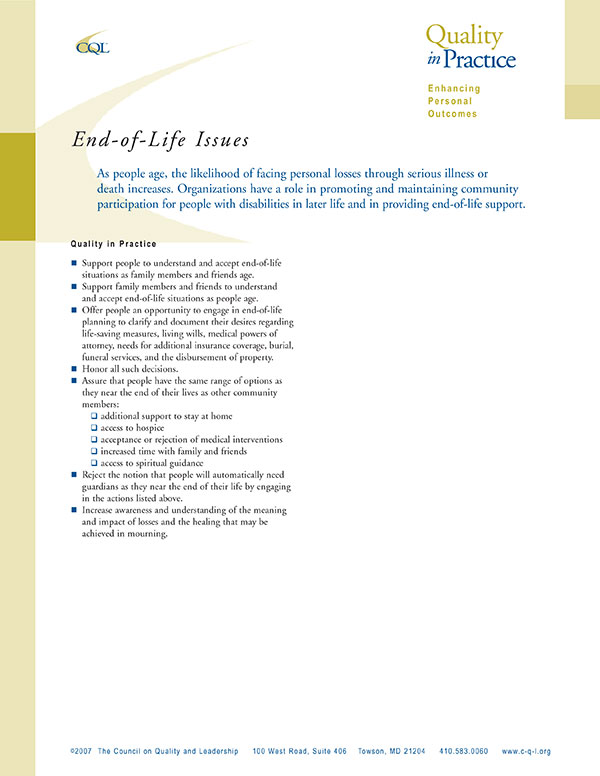 CQL
Quality
in Practice
Enhancing
Personal
Outcomes
End-of-Life Issues
As people age, the likelihood of facing personal losses through serious illness or
death increases. Organizations have a role in promoting and maintaining community
participation for people with disabilities in later life and in providing end-of-life support.
Quality in Practice
■ Support people to understand and accept end-of-life
situations as family members and friends age.
■ Support family members and friends to understand
and accept end-of-life situations as people age.
■ Offer people an opportunity to engage in end-of-life
planning to clarify and document their desires regarding
life-saving measures, living wills, medical powers of
attorney, needs for additional insurance coverage, burial,
funeral services, and the disbursement of property.
■ Honor all such decisions.
■ Assure that people have the same range of options as
they near the end of their lives as other community
members:
❑ additional support to stay at home
❑ access to hospice
❑ acceptance or rejection of medical interventions
❑ increased time with family and friends
❑ access to spiritual guidance
■ Reject the notion that people will automatically need
guardians as they near the end of their life by engaging
in the actions listed above.
■ Increase awareness and understanding of the meaning
and impact of losses and the healing that may be
achieved in mourning.
©2007 The Council on Quality and Leadership 100 West Road, Suite 406 Towson, MD 21204 410.583.0060 www.c-q-l.org